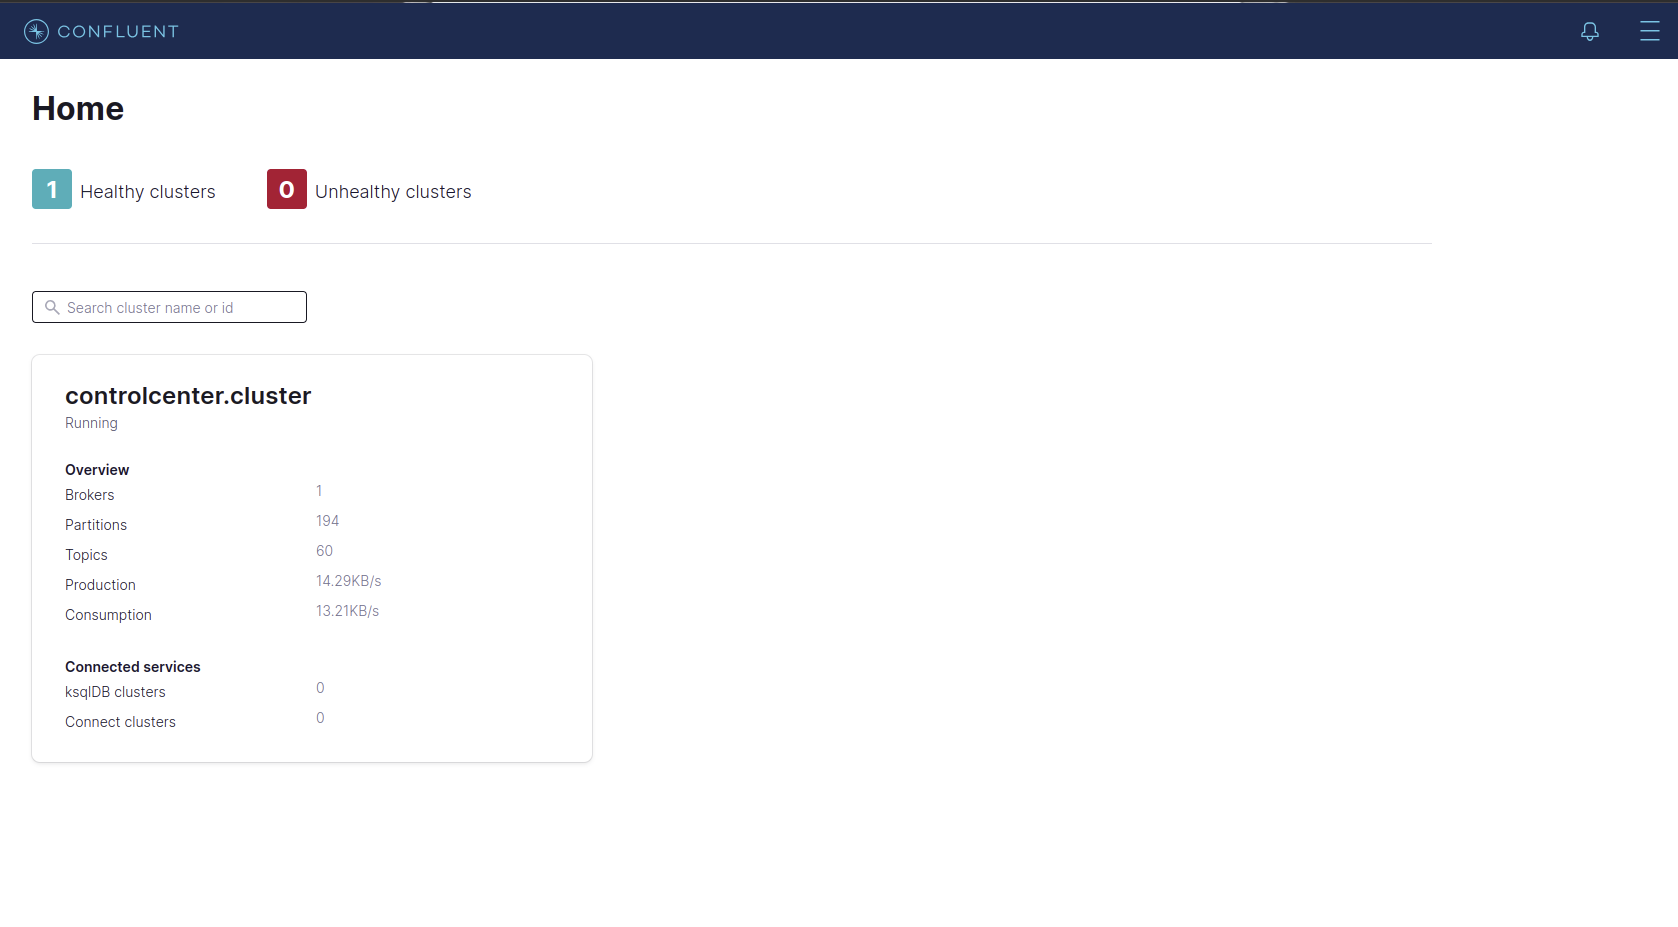 CONFLUENT
Home
1 Healthy clusters 0 Unhealthy clusters
Search cluster name or id
controlcenter.cluster
Running
Overview
Brokers 1
Partitions 194
Topics 60
Production 14.29KB/s
Consumption 13.21KB/s
Connected services
ksqlDB clusters 0
Connect clusters 0